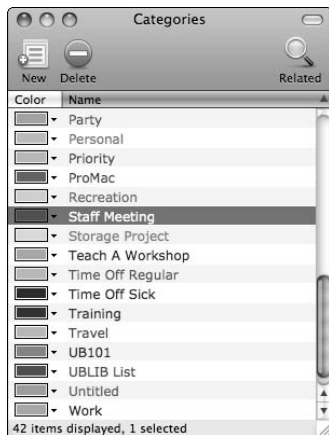 Categories
New Delete Related
Color Name
Party
Personal
Priority
ProMac
Recreation
Staff Meeting
Storage Project
Teach A Workshop
Time Off Regular
Time Off Sick
Training
Travel
UB101
UBLIB List
Untitled
Work
42 items displayed, 1 selected